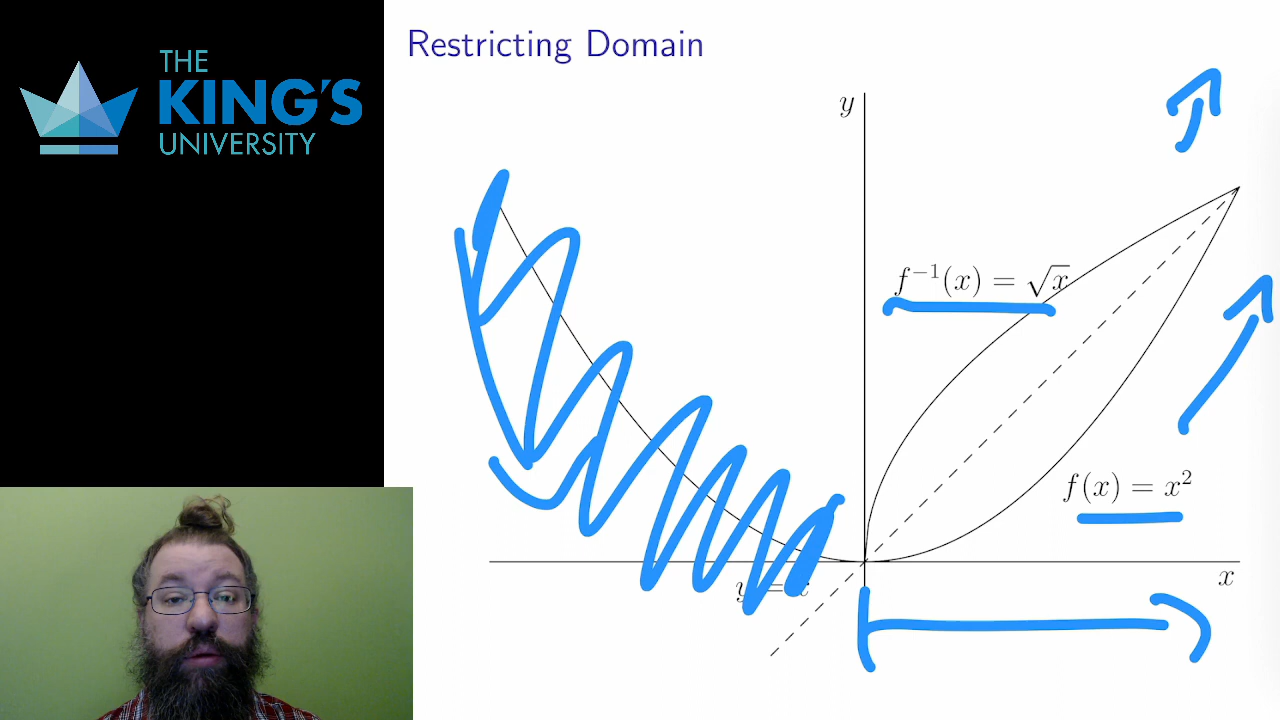 THE
KING'S
UNIVERSITY
Restricting Domain
y
f⁻¹(x) = √x
f(x) = x²
x
y = x